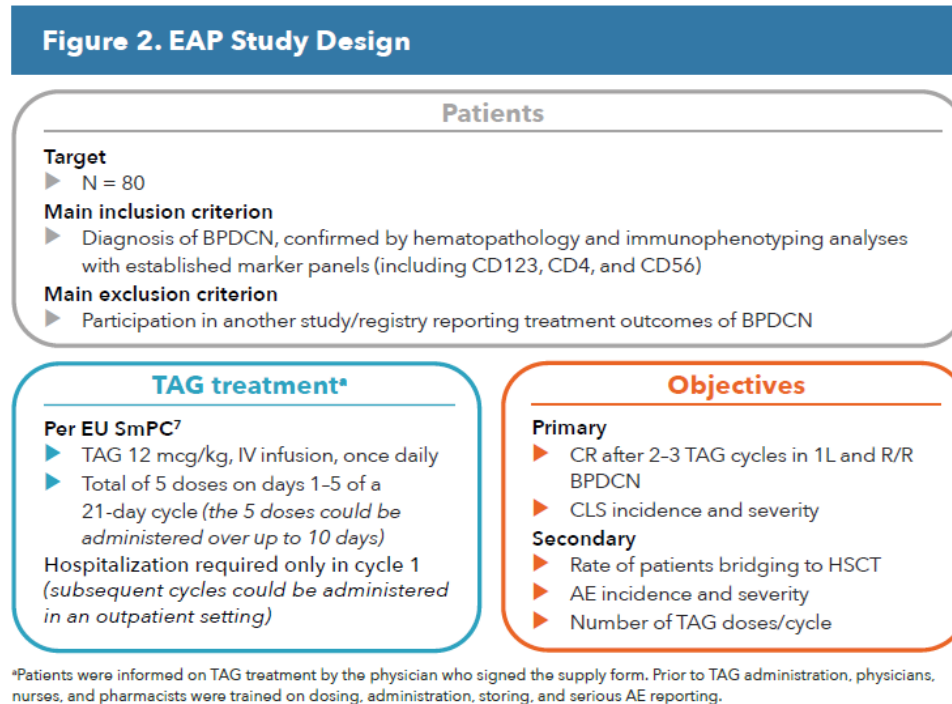 Figure 2. EAP Study Design
Patients
Target
▶ N = 80
Main inclusion criterion
▶ Diagnosis of BPDCN, confirmed by hematopathology and immunophenotyping analyses
with established marker panels (including CD123, CD4, and CD56)
Main exclusion criterion
▶ Participation in another study/registry reporting treatment outcomes of BPDCN
TAG treatmentᵃ
Per EU SmPC⁷
▶ TAG 12 mcg/kg, IV infusion, once daily
▶ Total of 5 doses on days 1–5 of a
21-day cycle (the 5 doses could be
administered over up to 10 days)
Hospitalization required only in cycle 1
(subsequent cycles could be administered
in an outpatient setting)
Objectives
Primary
▶ CR after 2–3 TAG cycles in 1L and R/R
BPDCN
▶ CLS incidence and severity
Secondary
▶ Rate of patients bridging to HSCT
▶ AE incidence and severity
▶ Number of TAG doses/cycle
ᵃPatients were informed on TAG treatment by the physician who signed the supply form. Prior to TAG administration, physicians,
nurses, and pharmacists were trained on dosing, administration, storing, and serious AE reporting.